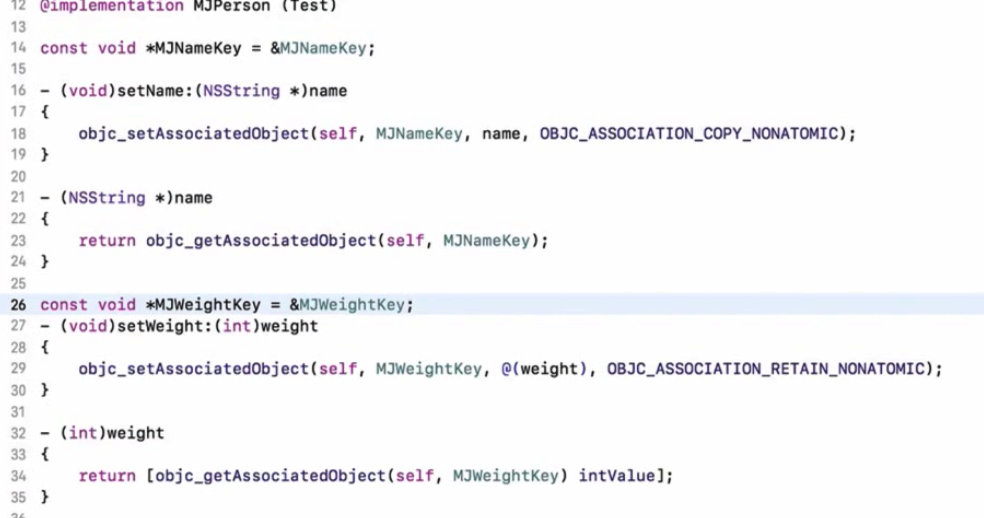 12 @implementation MJPerson (Test)
13
14 const void *MJNameKey = &MJNameKey;
15
16 - (void)setName:(NSString *)name
17 {
18     objc_setAssociatedObject(self, MJNameKey, name, OBJC_ASSOCIATION_COPY_NONATOMIC);
19 }
20
21 - (NSString *)name
22 {
23     return objc_getAssociatedObject(self, MJNameKey);
24 }
25
26 const void *MJWeightKey = &MJWeightKey;
27 - (void)setWeight:(int)weight
28 {
29     objc_setAssociatedObject(self, MJWeightKey, @(weight), OBJC_ASSOCIATION_RETAIN_NONATOMIC);
30 }
31
32 - (int)weight
33 {
34     return [objc_getAssociatedObject(self, MJWeightKey) intValue];
35 }
36